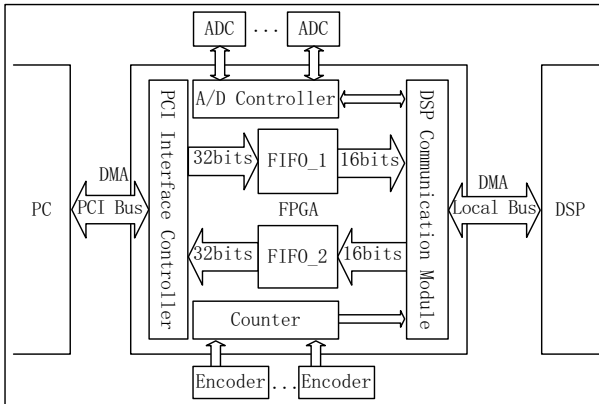 ADC ... ADC
A/D Controller
PCI Interface Controller
DSP Communication Module
32bits
FIFO_1
16bits
DMA
PC
PCI Bus
FPGA
DMA
Local Bus
DSP
32bits
FIFO_2
16bits
Counter
Encoder ... Encoder